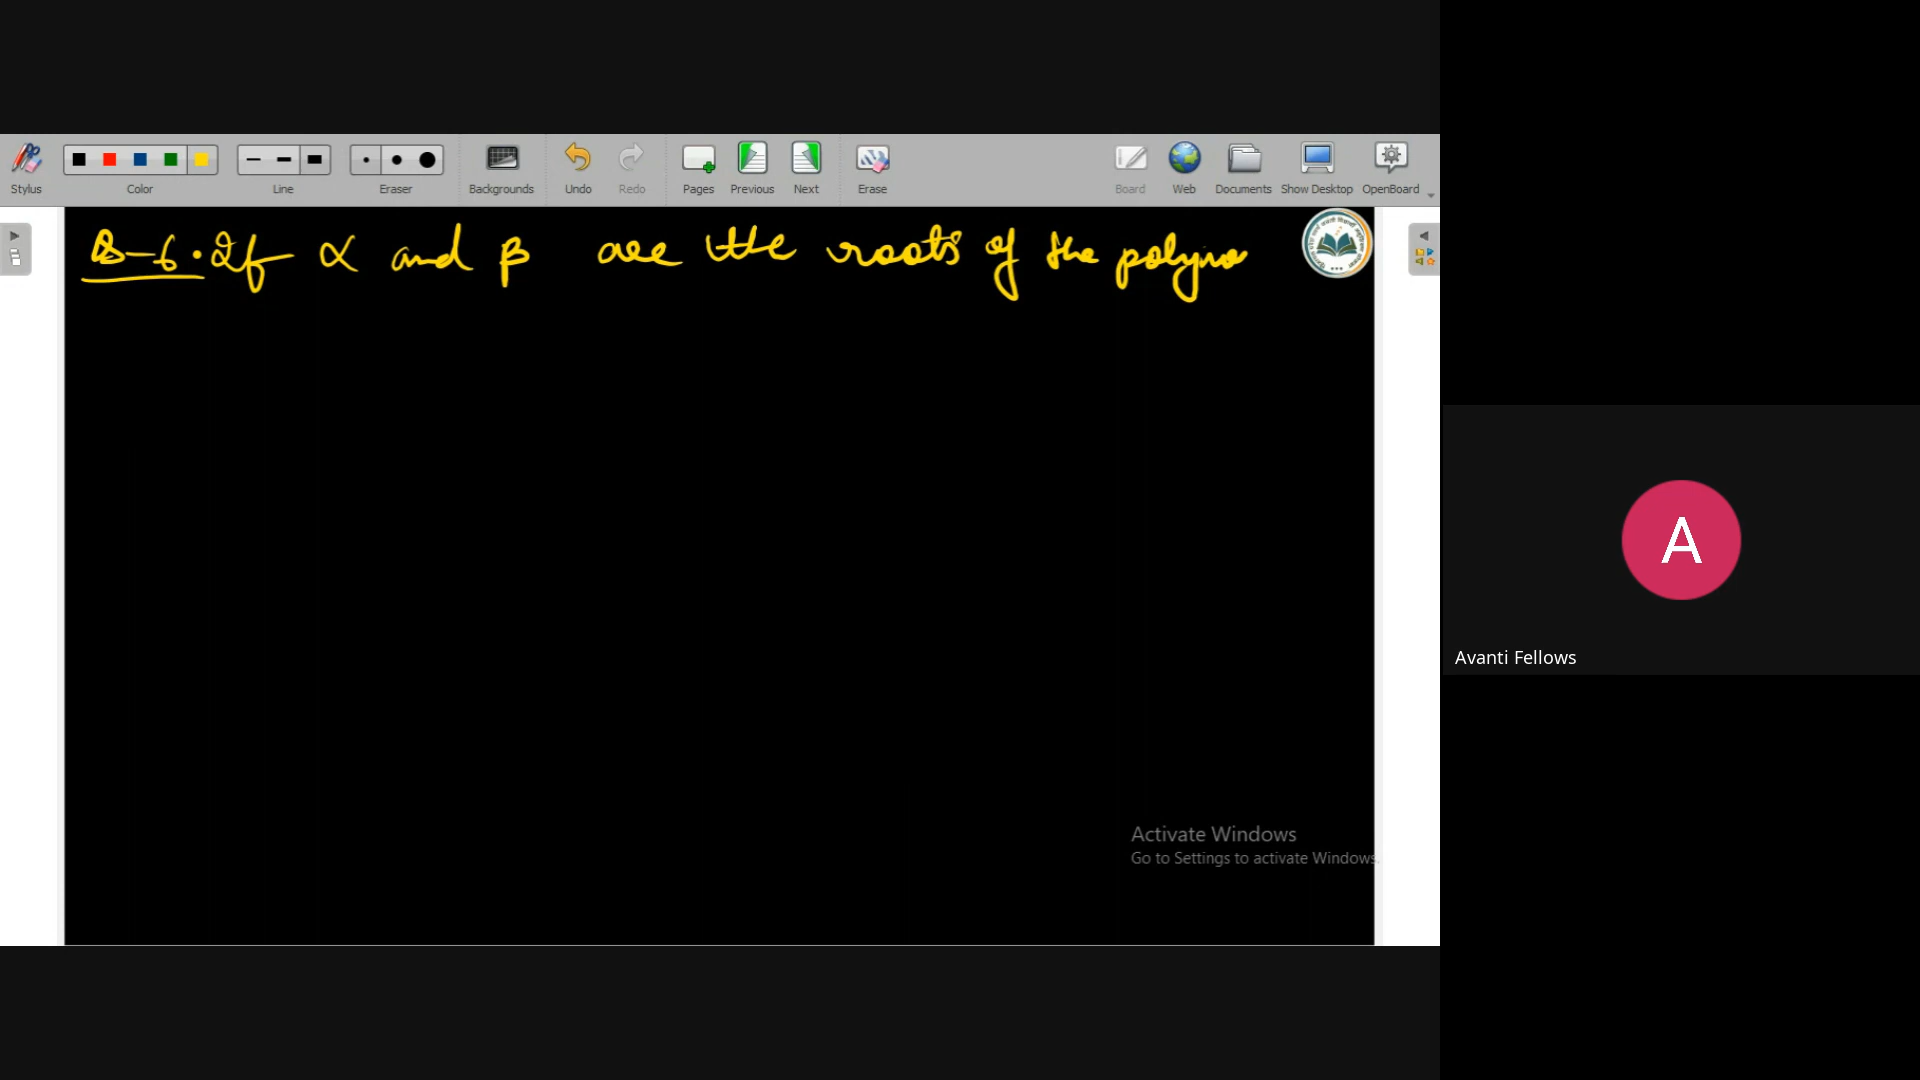 Stylus Color Line Eraser Backgrounds Undo Redo Pages Previous Next Erase Board Web Documents Show Desktop OpenBoard
Q-6. If α and β are the roots of the polyno
A
Avanti Fellows
Activate Windows
Go to Settings to activate Windows.